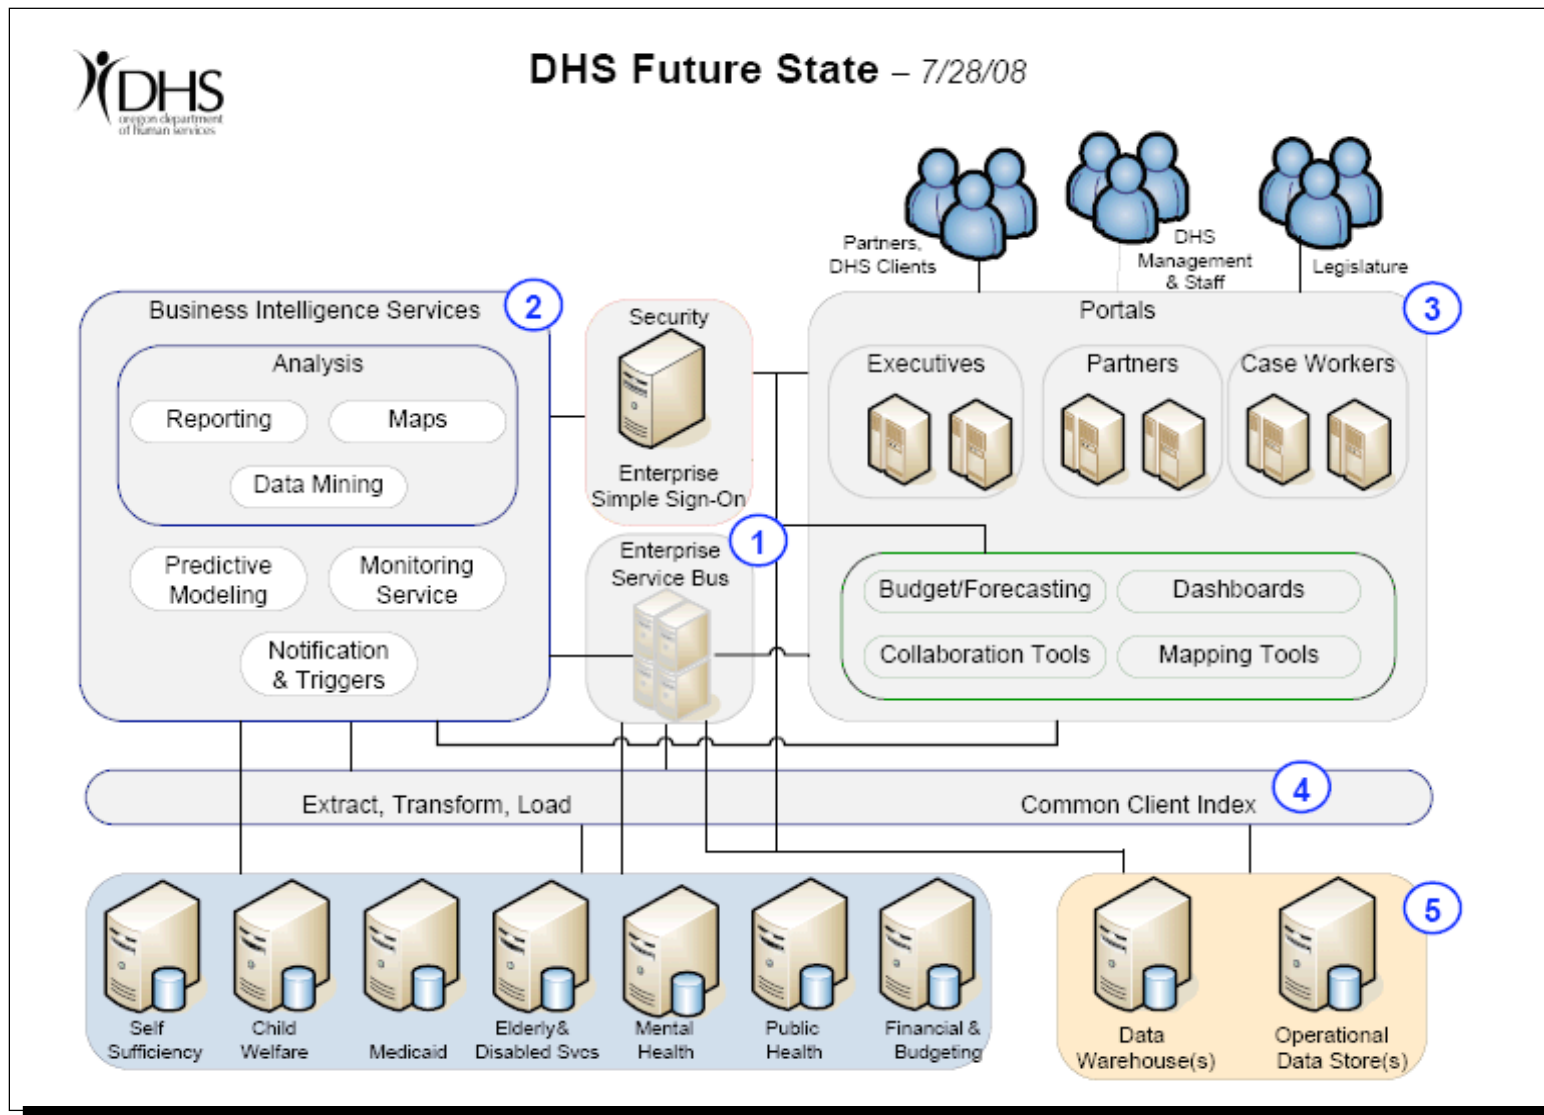 DHS
oregon department
of human services
DHS Future State – 7/28/08
Partners,
DHS Clients
DHS
Management
& Staff
Legislature
Business Intelligence Services
2
Analysis
Reporting
Maps
Data Mining
Predictive
Modeling
Monitoring
Service
Notification
& Triggers
Security
Enterprise
Simple Sign-On
1
Enterprise
Service Bus
Portals
3
Executives
Partners
Case Workers
Budget/Forecasting
Dashboards
Collaboration Tools
Mapping Tools
Extract, Transform, Load
Common Client Index
4
Self
Sufficiency
Child
Welfare
Medicaid
Elderly&
Disabled Svcs
Mental
Health
Public
Health
Financial &
Budgeting
5
Data
Warehouse(s)
Operational
Data Store(s)